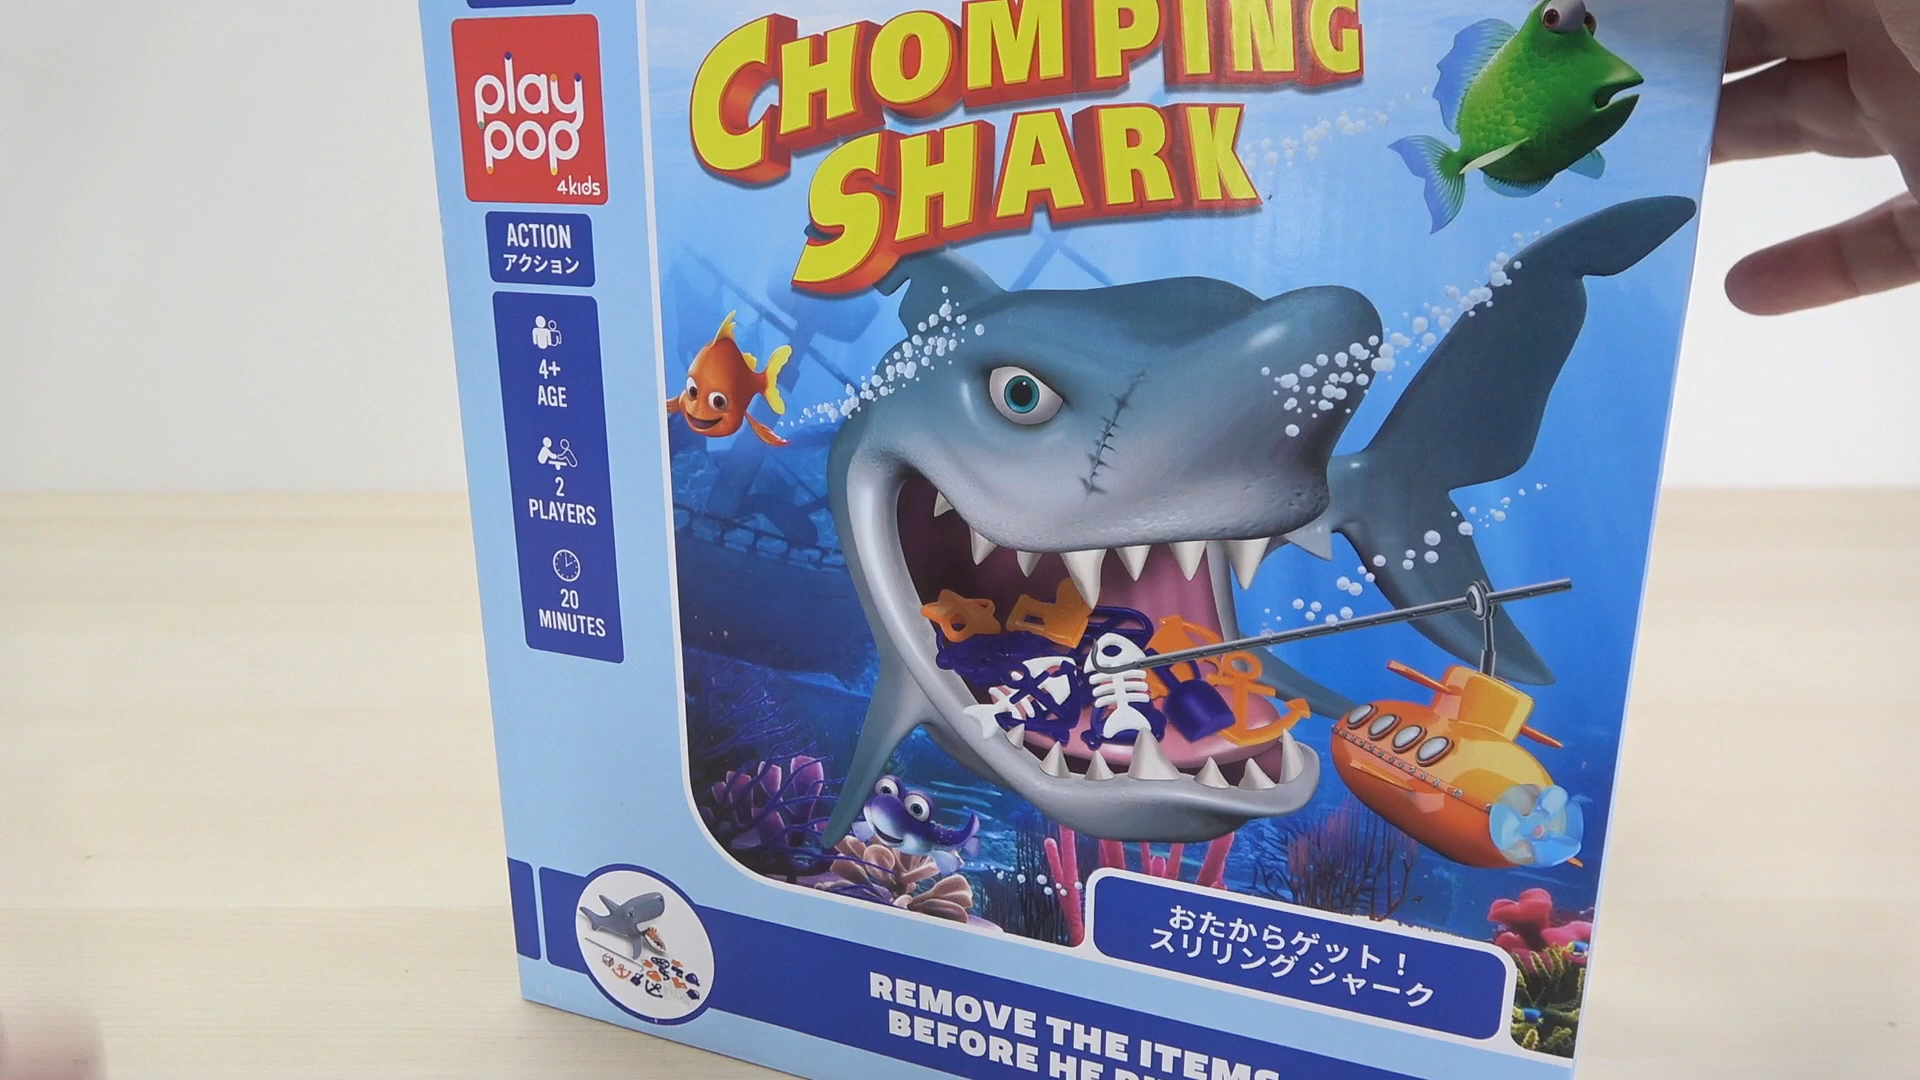 CHOMPING
SHARK
play
pop
4kids
ACTION
アクション
4+
AGE
2
PLAYERS
20
MINUTES
おたからゲット！
スリリング シャーク
REMOVE THE ITEMS
BEFORE HE